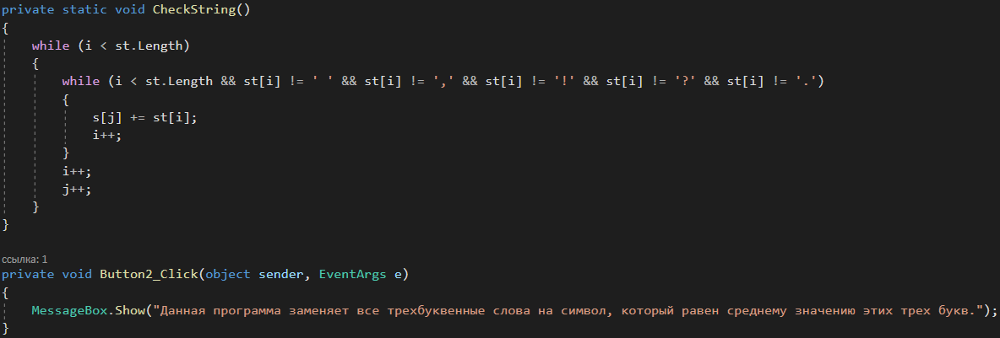 private static void CheckString()
{
while (i < st.Length)
{
while (i < st.Length && st[i] != ' ' && st[i] != ',' && st[i] != '!' && st[i] != '?' && st[i] != '.')
{
s[j] += st[i];
i++;
}
i++;
j++;
}
}
ссылка: 1
private void Button2_Click(object sender, EventArgs e)
{
MessageBox.Show("Данная программа заменяет все трехбуквенные слова на символ, который равен среднему значению этих трех букв.");
}